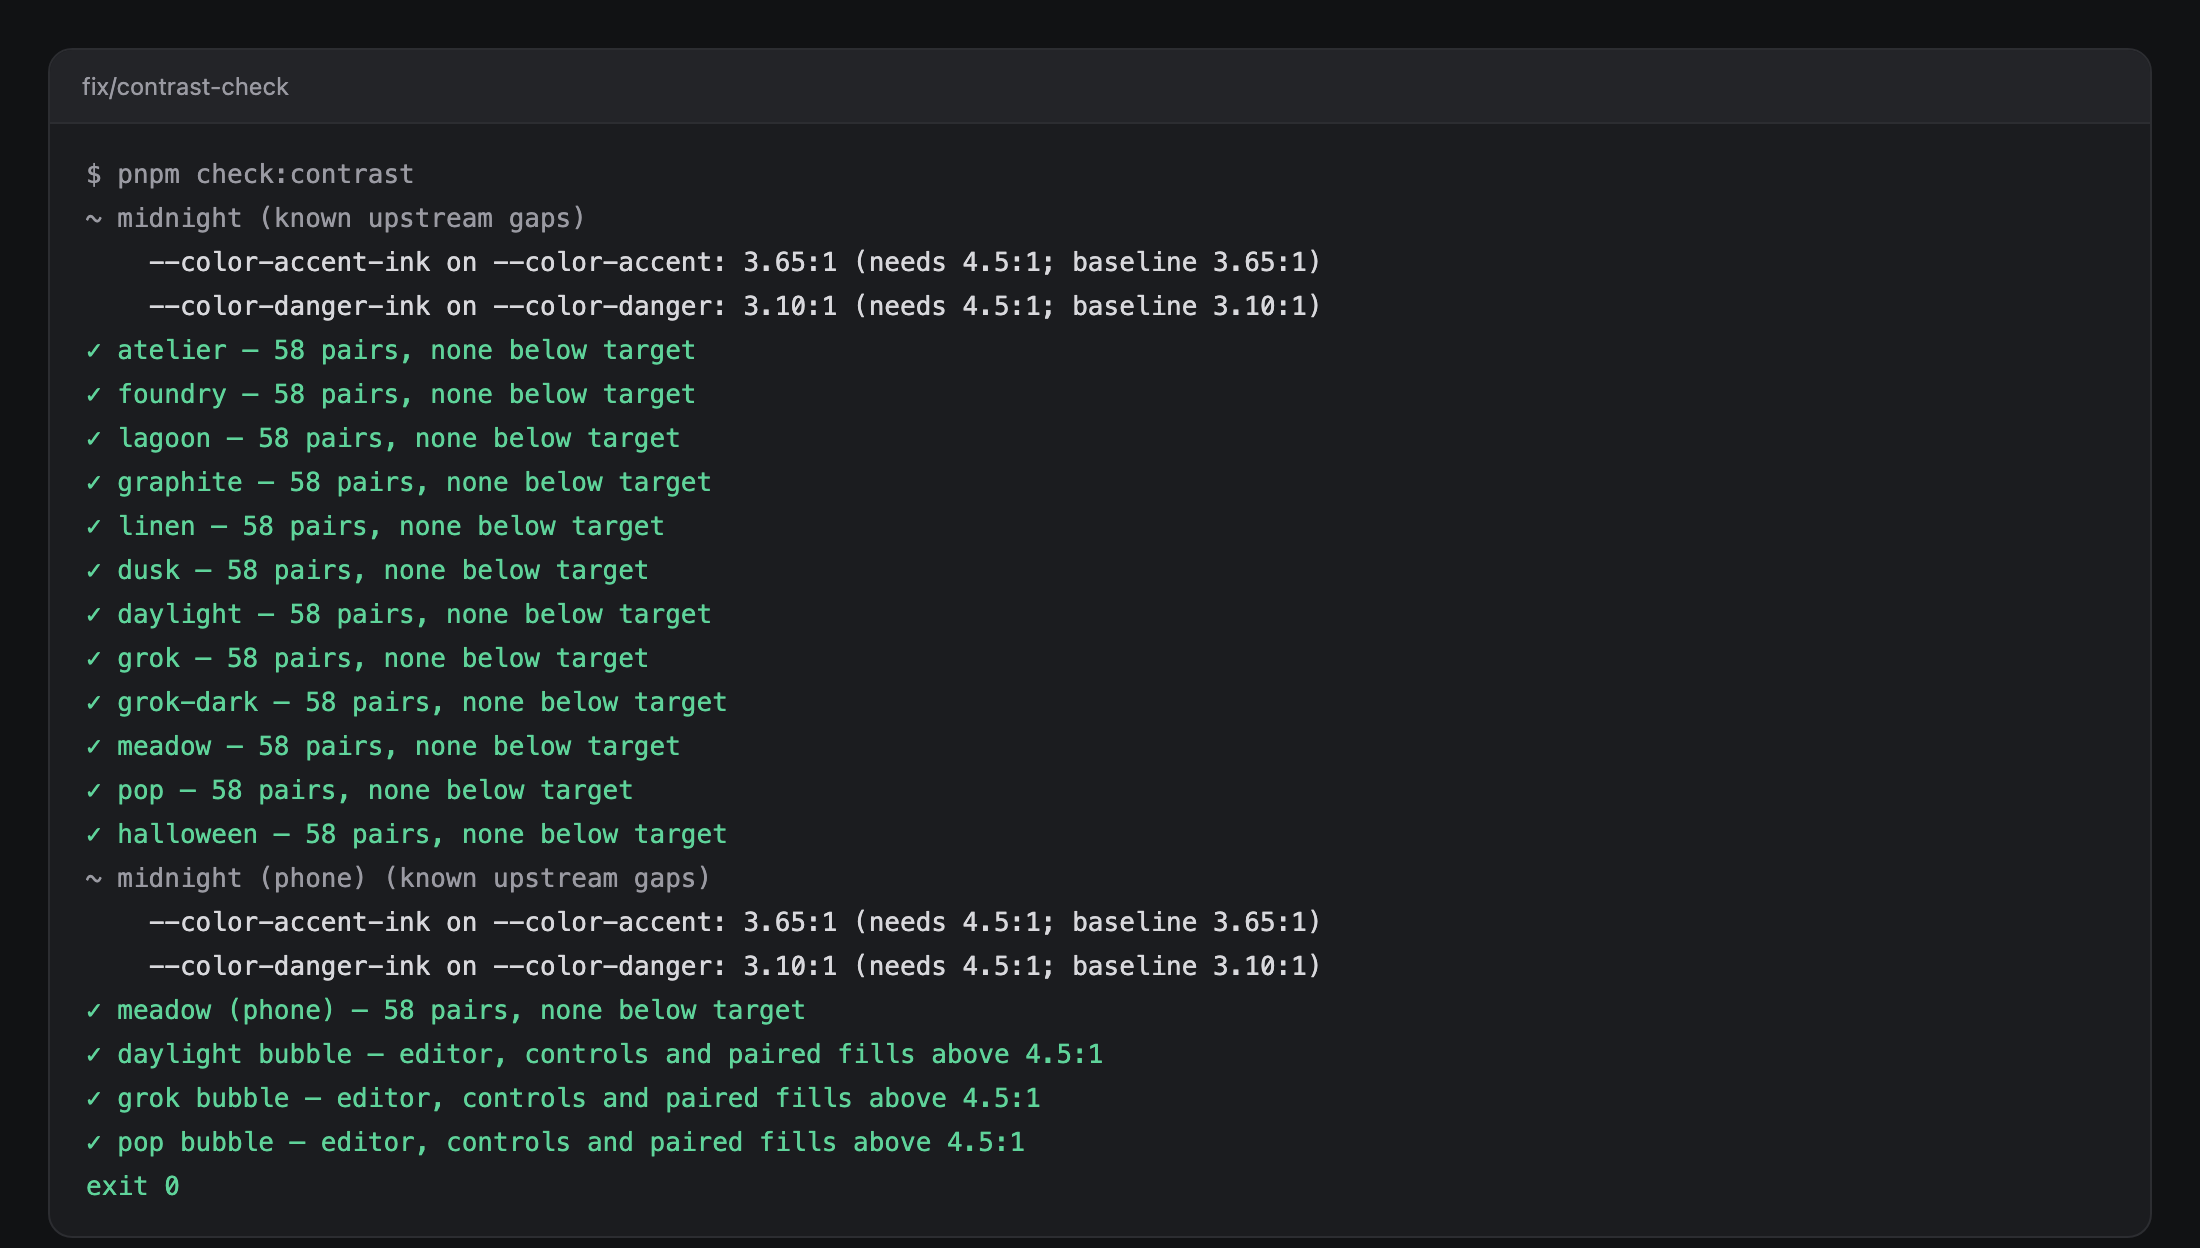 fix/contrast-check
$ pnpm check:contrast
~ midnight (known upstream gaps)
    --color-accent-ink on --color-accent: 3.65:1 (needs 4.5:1; baseline 3.65:1)
    --color-danger-ink on --color-danger: 3.10:1 (needs 4.5:1; baseline 3.10:1)
✓ atelier — 58 pairs, none below target
✓ foundry — 58 pairs, none below target
✓ lagoon — 58 pairs, none below target
✓ graphite — 58 pairs, none below target
✓ linen — 58 pairs, none below target
✓ dusk — 58 pairs, none below target
✓ daylight — 58 pairs, none below target
✓ grok — 58 pairs, none below target
✓ grok-dark — 58 pairs, none below target
✓ meadow — 58 pairs, none below target
✓ pop — 58 pairs, none below target
✓ halloween — 58 pairs, none below target
~ midnight (phone) (known upstream gaps)
    --color-accent-ink on --color-accent: 3.65:1 (needs 4.5:1; baseline 3.65:1)
    --color-danger-ink on --color-danger: 3.10:1 (needs 4.5:1; baseline 3.10:1)
✓ meadow (phone) — 58 pairs, none below target
✓ daylight bubble — editor, controls and paired fills above 4.5:1
✓ grok bubble — editor, controls and paired fills above 4.5:1
✓ pop bubble — editor, controls and paired fills above 4.5:1
exit 0